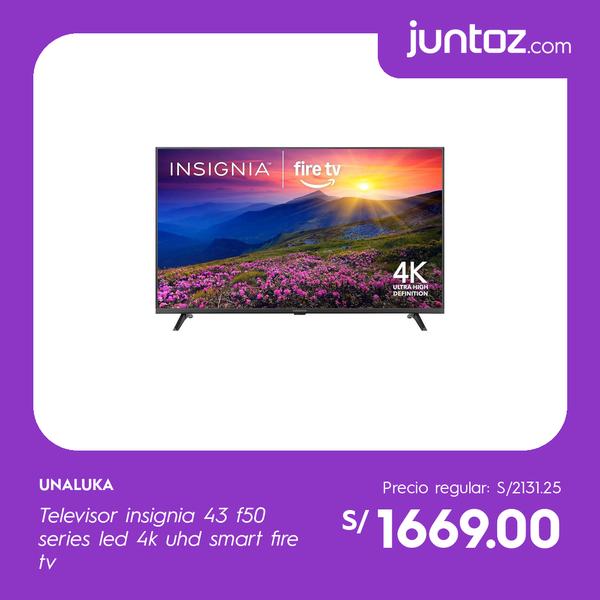 juntoz.com
INSIGNIA™ | fire tv
4K
ULTRA HIGH
DEFINITION
UNALUKA
Precio regular: S/2131.25
Televisor insignia 43 f50
series led 4k uhd smart fire
tv
S/ 1669.00